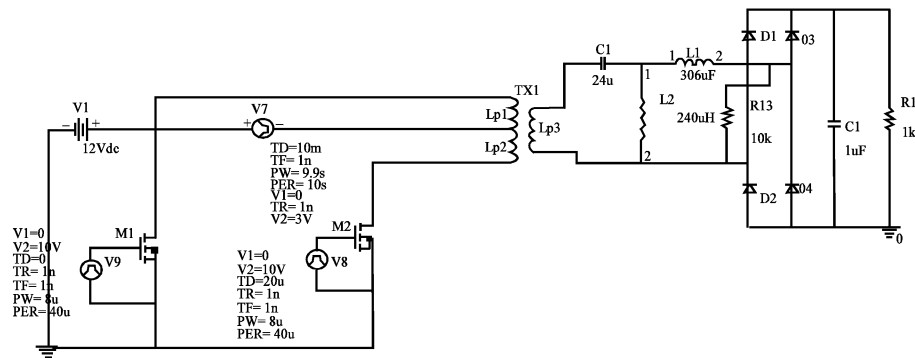 V1
− +
12Vdc
V7
+ −
TD=10m
TF= 1n
PW= 9.9s
PER= 10s
V1=0
TR= 1n
V2=3V
TX1
Lp1
Lp2
Lp3
C1
24u
1 L1 2
306uF
1
L2
240uH
2
R13
10k
D1
03
D2
04
C1
1uF
R1
1k
0
M1
V9
V1=0
V2=10V
TD=0
TR= 1n
TF= 1n
PW= 8u
PER= 40u
M2
V8
V1=0
V2=10V
TD=20u
TR= 1n
TF= 1n
PW= 8u
PER= 40u